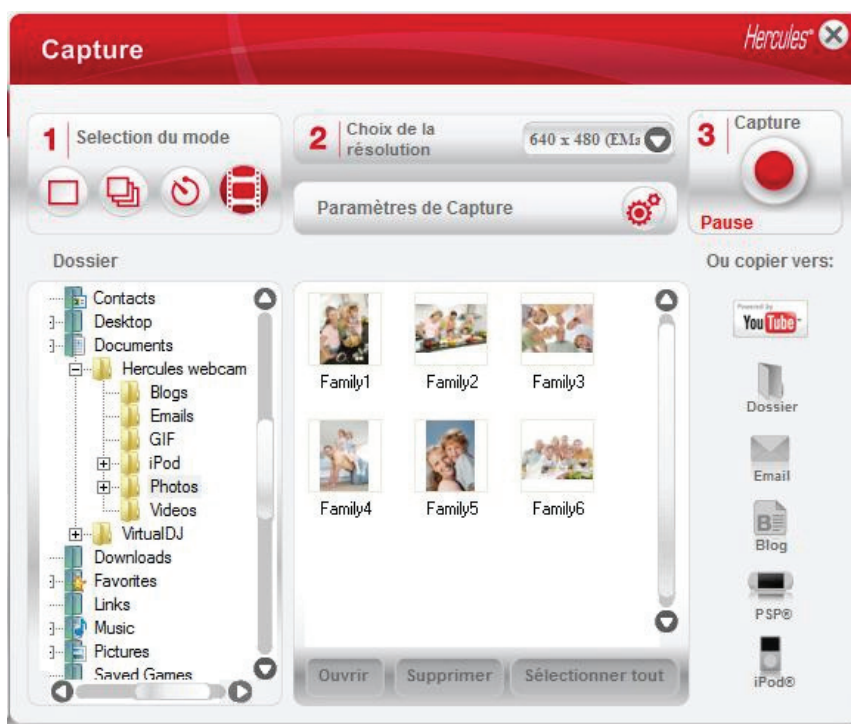 Capture
Hercules®
1 Selection du mode
2 Choix de la
résolution
640 x 480 (EMa
3 Capture
Pause
Paramètres de Capture
Dossier
Ou copier vers:
Contacts
Desktop
Documents
Hercules webcam
Blogs
Emails
GIF
iPod
Photos
Videos
VirtualDJ
Downloads
Favorites
Links
Music
Pictures
Saved Games
Family1
Family2
Family3
Family4
Family5
Family6
Ouvrir
Supprimer
Sélectionner tout
Powered by
YouTube
Dossier
Email
B
Blog
PSP®
iPod®